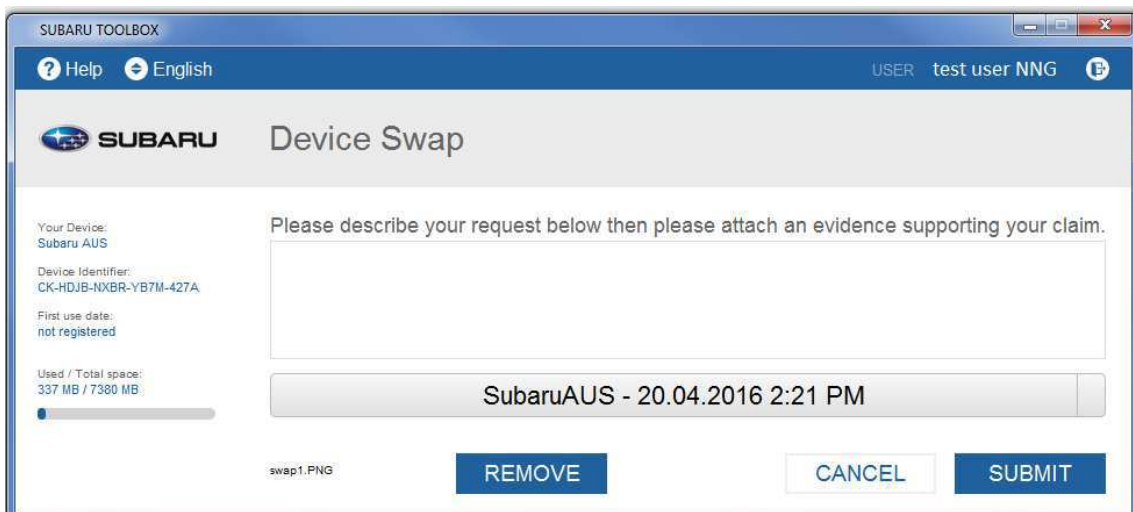 SUBARU TOOLBOX
Help English USER test user NNG
SUBARU Device Swap
Your Device:
Subaru AUS
Device Identifier:
CK-HDJB-NXBR-YB7M-427A
First use date:
not registered
Used / Total space:
337 MB / 7380 MB
Please describe your request below then please attach an evidence supporting your claim.
SubaruAUS - 20.04.2016 2:21 PM
swap1.PNG REMOVE CANCEL SUBMIT